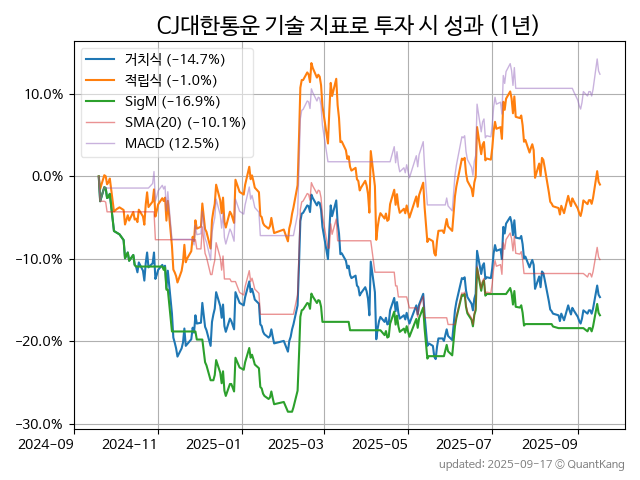 CJ대한통운 기술 지표로 투자 시 성과 (1년)
거치식 (−14.7%)
적립식 (−1.0%)
SigM (−16.9%)
SMA(20) (−10.1%)
MACD (12.5%)
10.0%
0.0%
−10.0%
−20.0%
−30.0%
2024-09 2024-11 2025-01 2025-03 2025-05 2025-07 2025-09
updated: 2025-09-17 © QuantKang